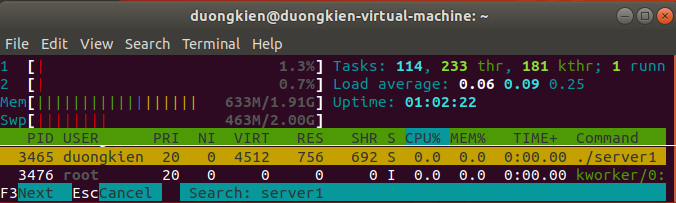 duongkien@duongkien-virtual-machine: ~
File Edit View Search Terminal Help
1 [| 1.3%] Tasks: 114, 233 thr, 181 kthr; 1 runn
2 [| 0.7%] Load average: 0.06 0.09 0.25
Mem[||||||||||||||||||| 633M/1.91G] Uptime: 01:02:22
Swp[||||||||| 463M/2.00G]
PID USER PRI NI VIRT RES SHR S CPU% MEM% TIME+ Command
3465 duongkien 20 0 4512 756 692 S 0.0 0.0 0:00.00 ./server1
3476 root 20 0 0 0 0 I 0.0 0.0 0:00.00 kworker/0:
F3Next EscCancel Search: server1